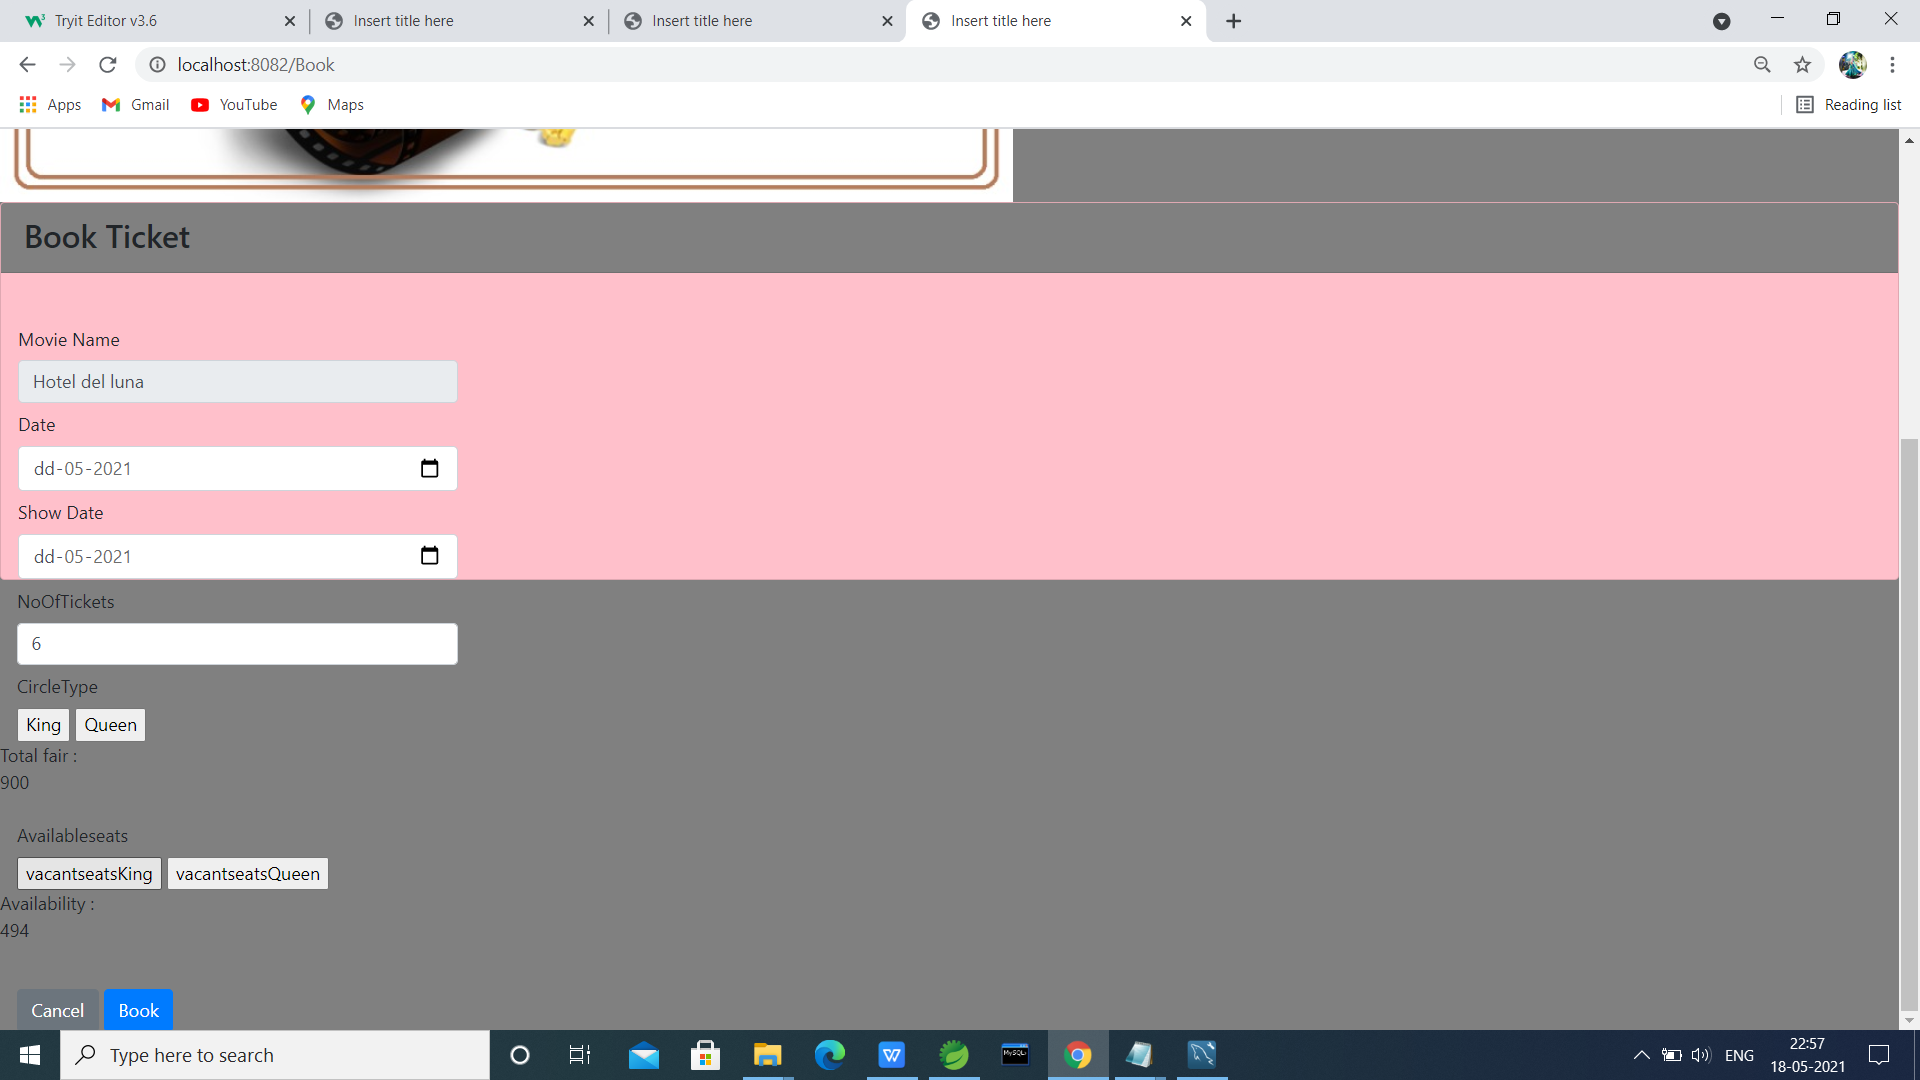 Tryit Editor v3.6
Insert title here
Insert title here
Insert title here
localhost:8082/Book
Apps
Gmail
YouTube
Maps
Reading list
Book Ticket
Movie Name
Hotel del luna
Date
dd-05-2021
Show Date
dd-05-2021
NoOfTickets
6
CircleType
King Queen
Total fair :
900
Availableseats
vacantseatsKing vacantseatsQueen
Availability :
494
Cancel Book
Type here to search
W
MySQL
ENG
22:57
18-05-2021